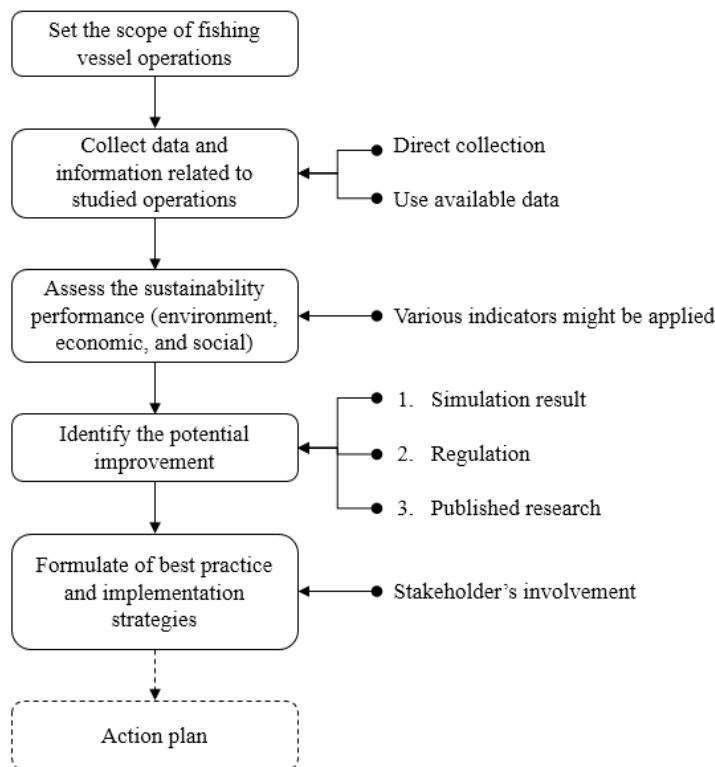 Set the scope of fishing
vessel operations
Collect data and
information related to
studied operations
Direct collection
Use available data
Assess the sustainability
performance (environment,
economic, and social)
Various indicators might be applied
Identify the potential
improvement
1. Simulation result
2. Regulation
3. Published research
Formulate of best practice
and implementation
strategies
Stakeholder’s involvement
Action plan